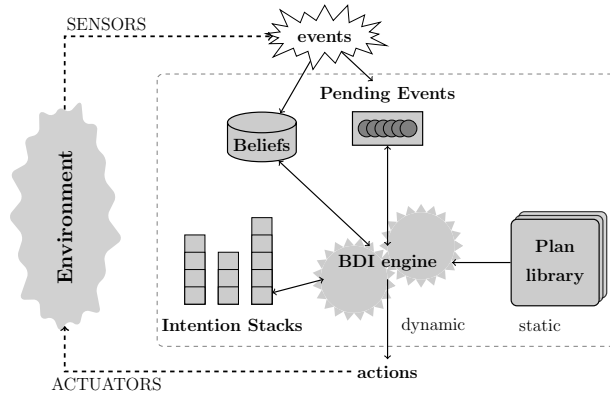 SENSORS
events
Pending Events
Beliefs
Environment
BDI engine
Plan
library
Intention Stacks
dynamic
static
actions
ACTUATORS